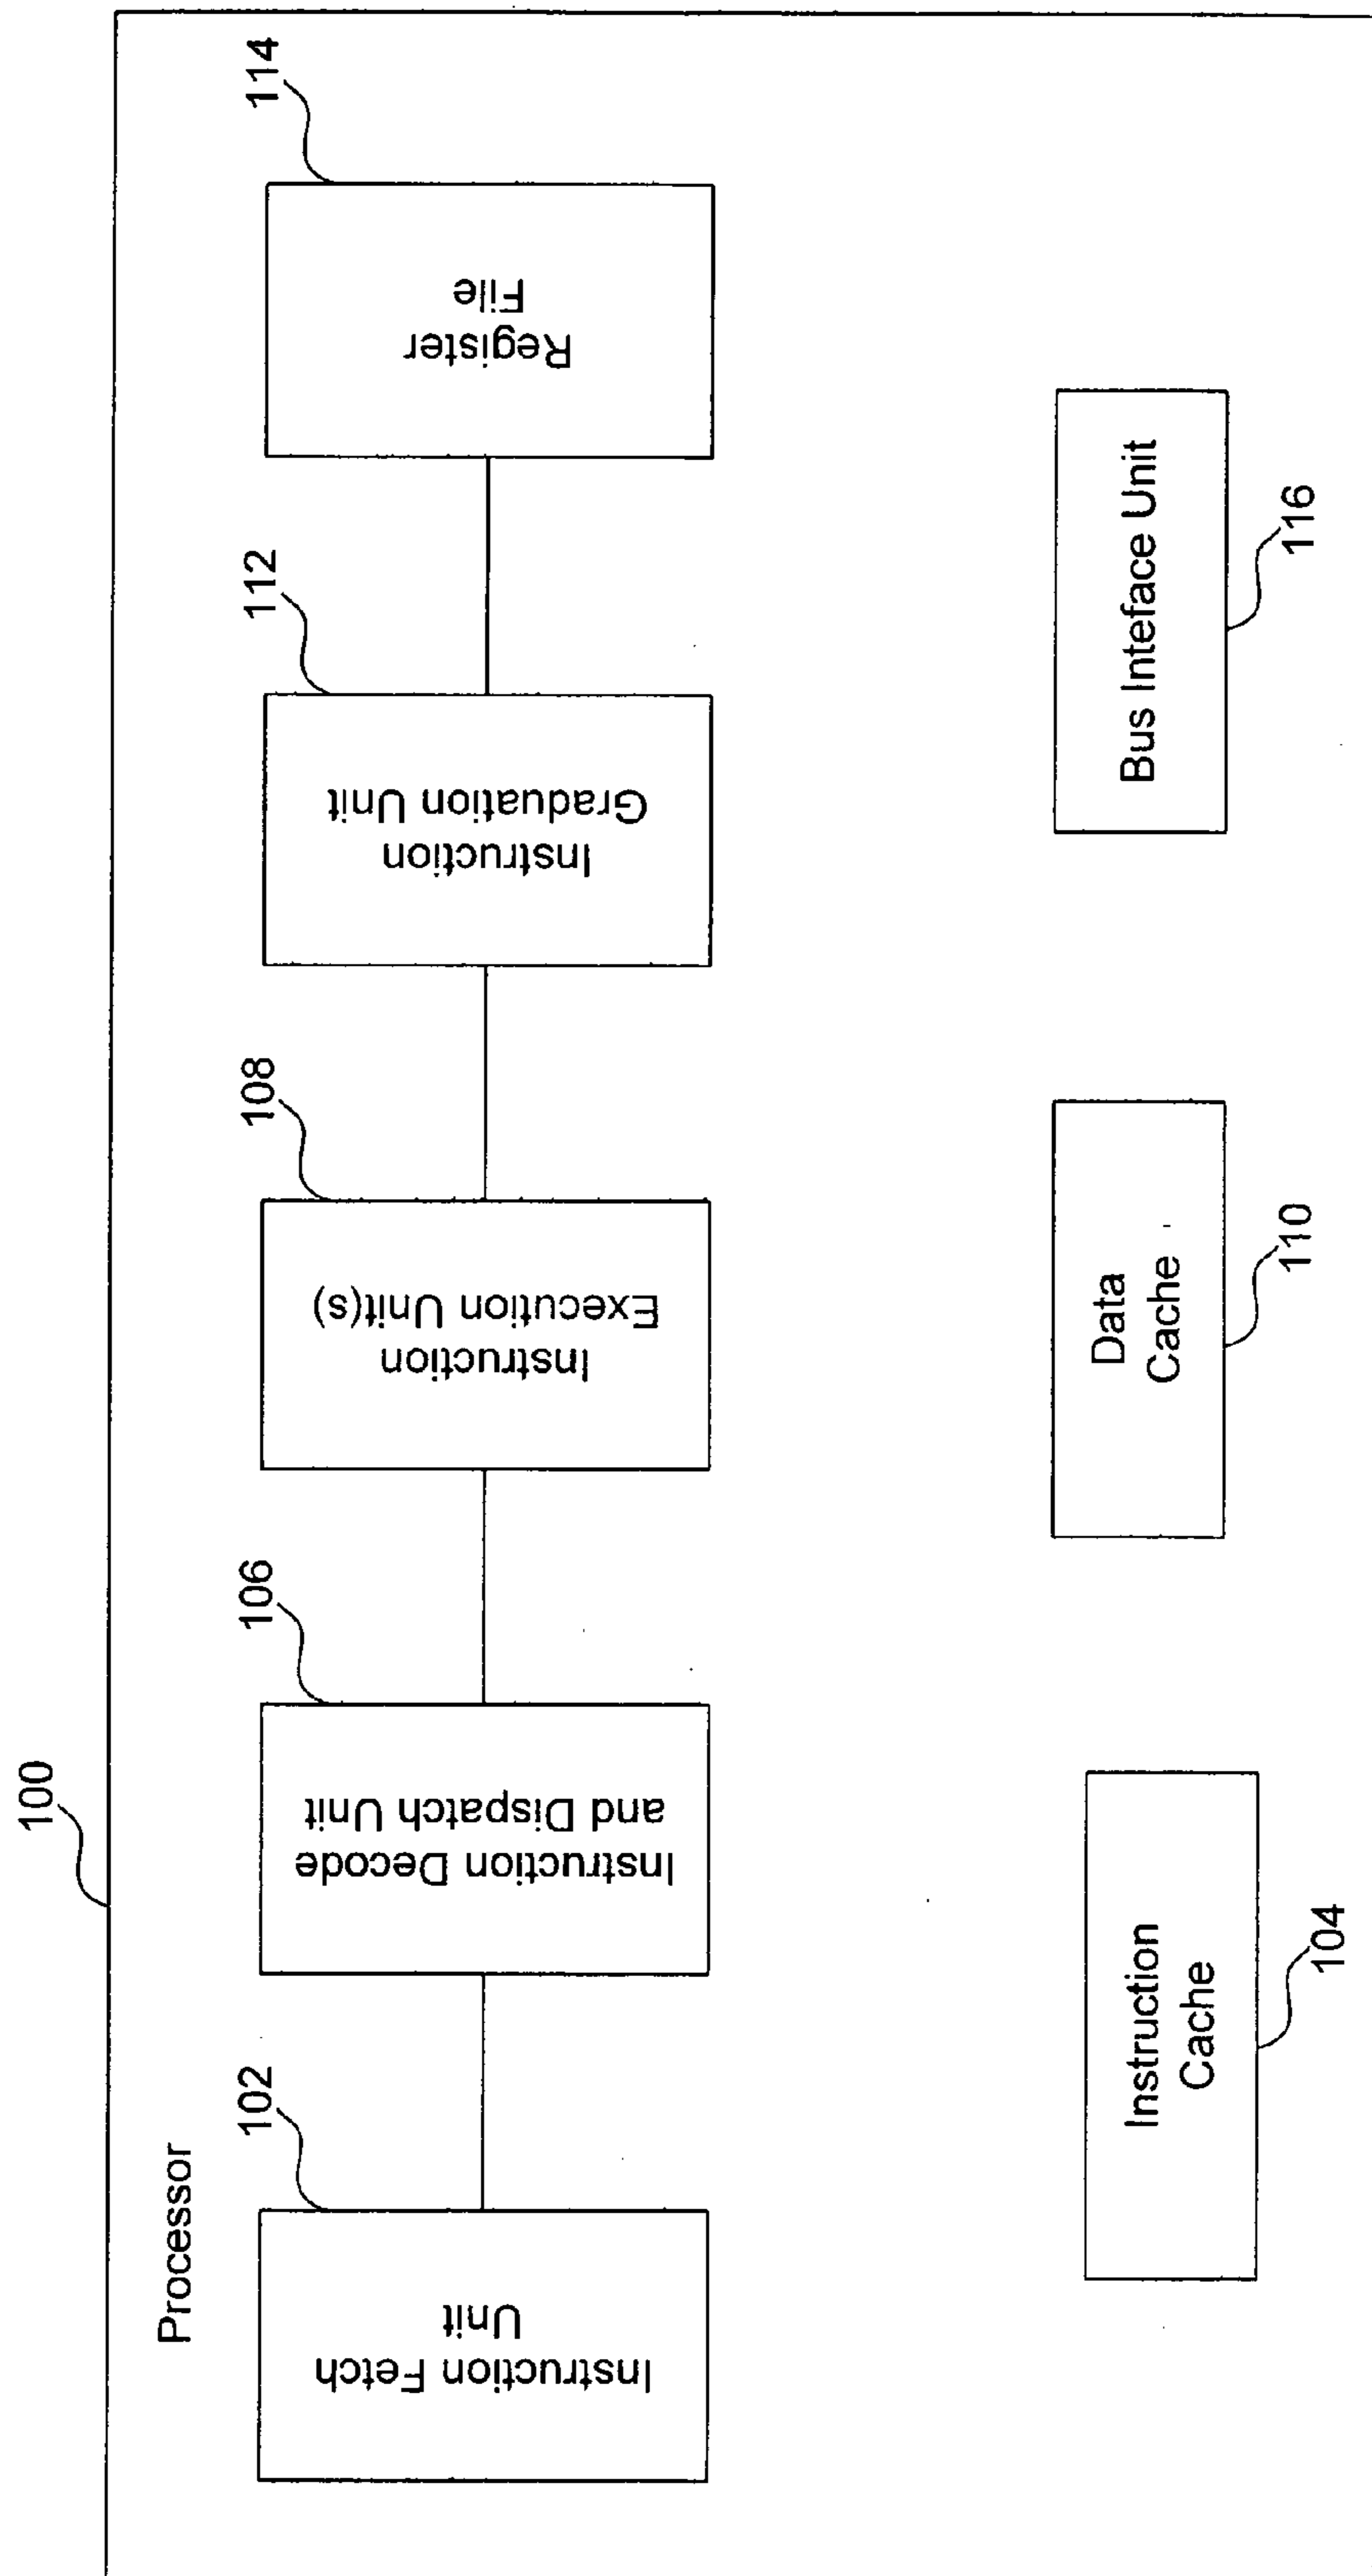 100
Processor
102
106
108
112
114
Instruction Fetch
Unit
Instruction Decode
and Dispatch Unit
Instruction
Execution Unit(s)
Instruction
Graduation Unit
Register
File
Instruction
Cache
Data
Cache
Bus Inteface Unit
104
110
116